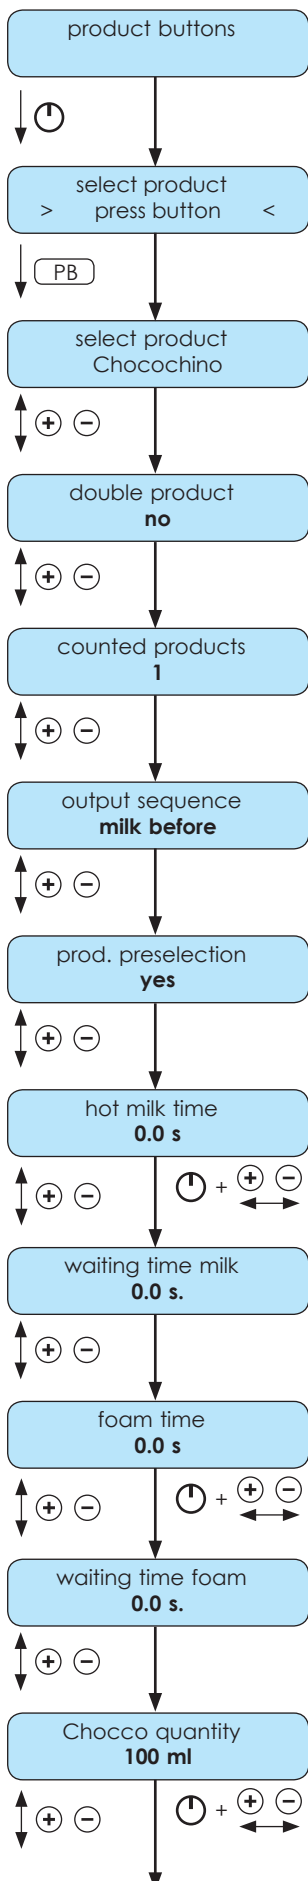 product buttons
select product
> press button <
PB
select product
Chocochino
+ −
double product
no
+ −
counted products
1
+ −
output sequence
milk before
+ −
prod. preselection
yes
+ −
hot milk time
0.0 s
+ − + + −
waiting time milk
0.0 s.
+ −
foam time
0.0 s
+ − + + −
waiting time foam
0.0 s.
+ −
Chocco quantity
100 ml
+ − + + −